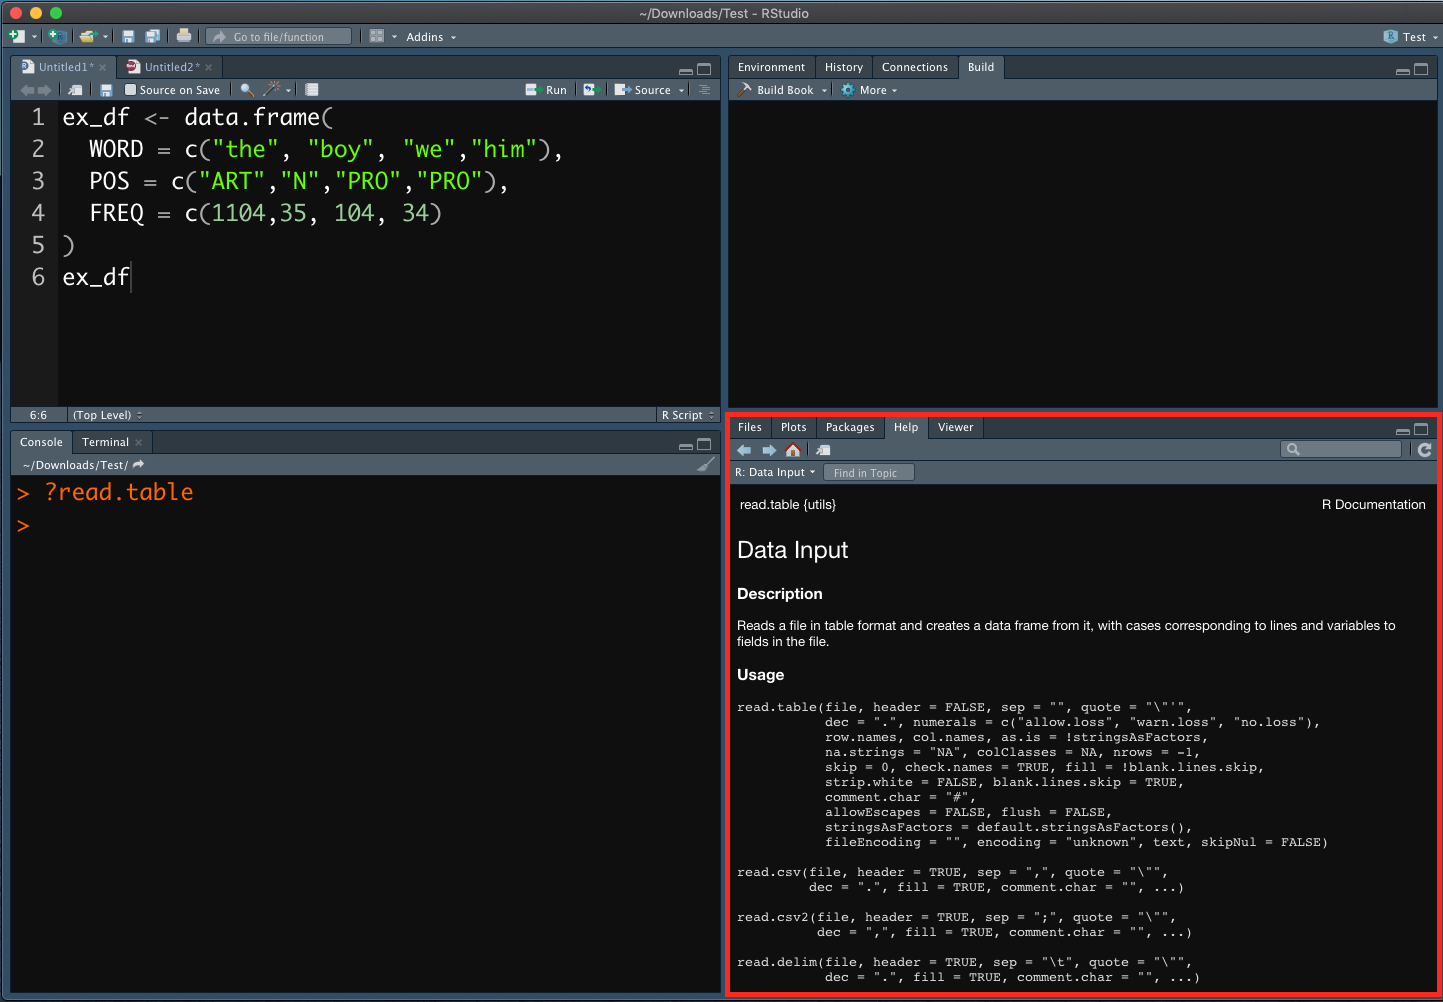 ~/Downloads/Test - RStudio
Go to file/function
Addins
Test
Untitled1*
Untitled2*
Source on Save
Run
Source
1 ex_df <- data.frame(
2   WORD = c("the", "boy", "we","him"),
3   POS = c("ART","N","PRO","PRO"),
4   FREQ = c(1104,35, 104, 34)
5 )
6 ex_df
6:6
(Top Level)
R Script
Console
Terminal
~/Downloads/Test/
> ?read.table
>
Environment
History
Connections
Build
Build Book
More
Files
Plots
Packages
Help
Viewer
R: Data Input
Find in Topic
read.table {utils}
R Documentation
Data Input
Description
Reads a file in table format and creates a data frame from it, with cases corresponding to lines and variables to
fields in the file.
Usage
read.table(file, header = FALSE, sep = "", quote = "\"'",
           dec = ".", numerals = c("allow.loss", "warn.loss", "no.loss"),
           row.names, col.names, as.is = !stringsAsFactors,
           na.strings = "NA", colClasses = NA, nrows = -1,
           skip = 0, check.names = TRUE, fill = !blank.lines.skip,
           strip.white = FALSE, blank.lines.skip = TRUE,
           comment.char = "#",
           allowEscapes = FALSE, flush = FALSE,
           stringsAsFactors = default.stringsAsFactors(),
           fileEncoding = "", encoding = "unknown", text, skipNul = FALSE)
read.csv(file, header = TRUE, sep = ",", quote = "\"",
         dec = ".", fill = TRUE, comment.char = "", ...)
read.csv2(file, header = TRUE, sep = ";", quote = "\"",
          dec = ",", fill = TRUE, comment.char = "", ...)
read.delim(file, header = TRUE, sep = "\t", quote = "\"",
           dec = ".", fill = TRUE, comment.char = "", ...)